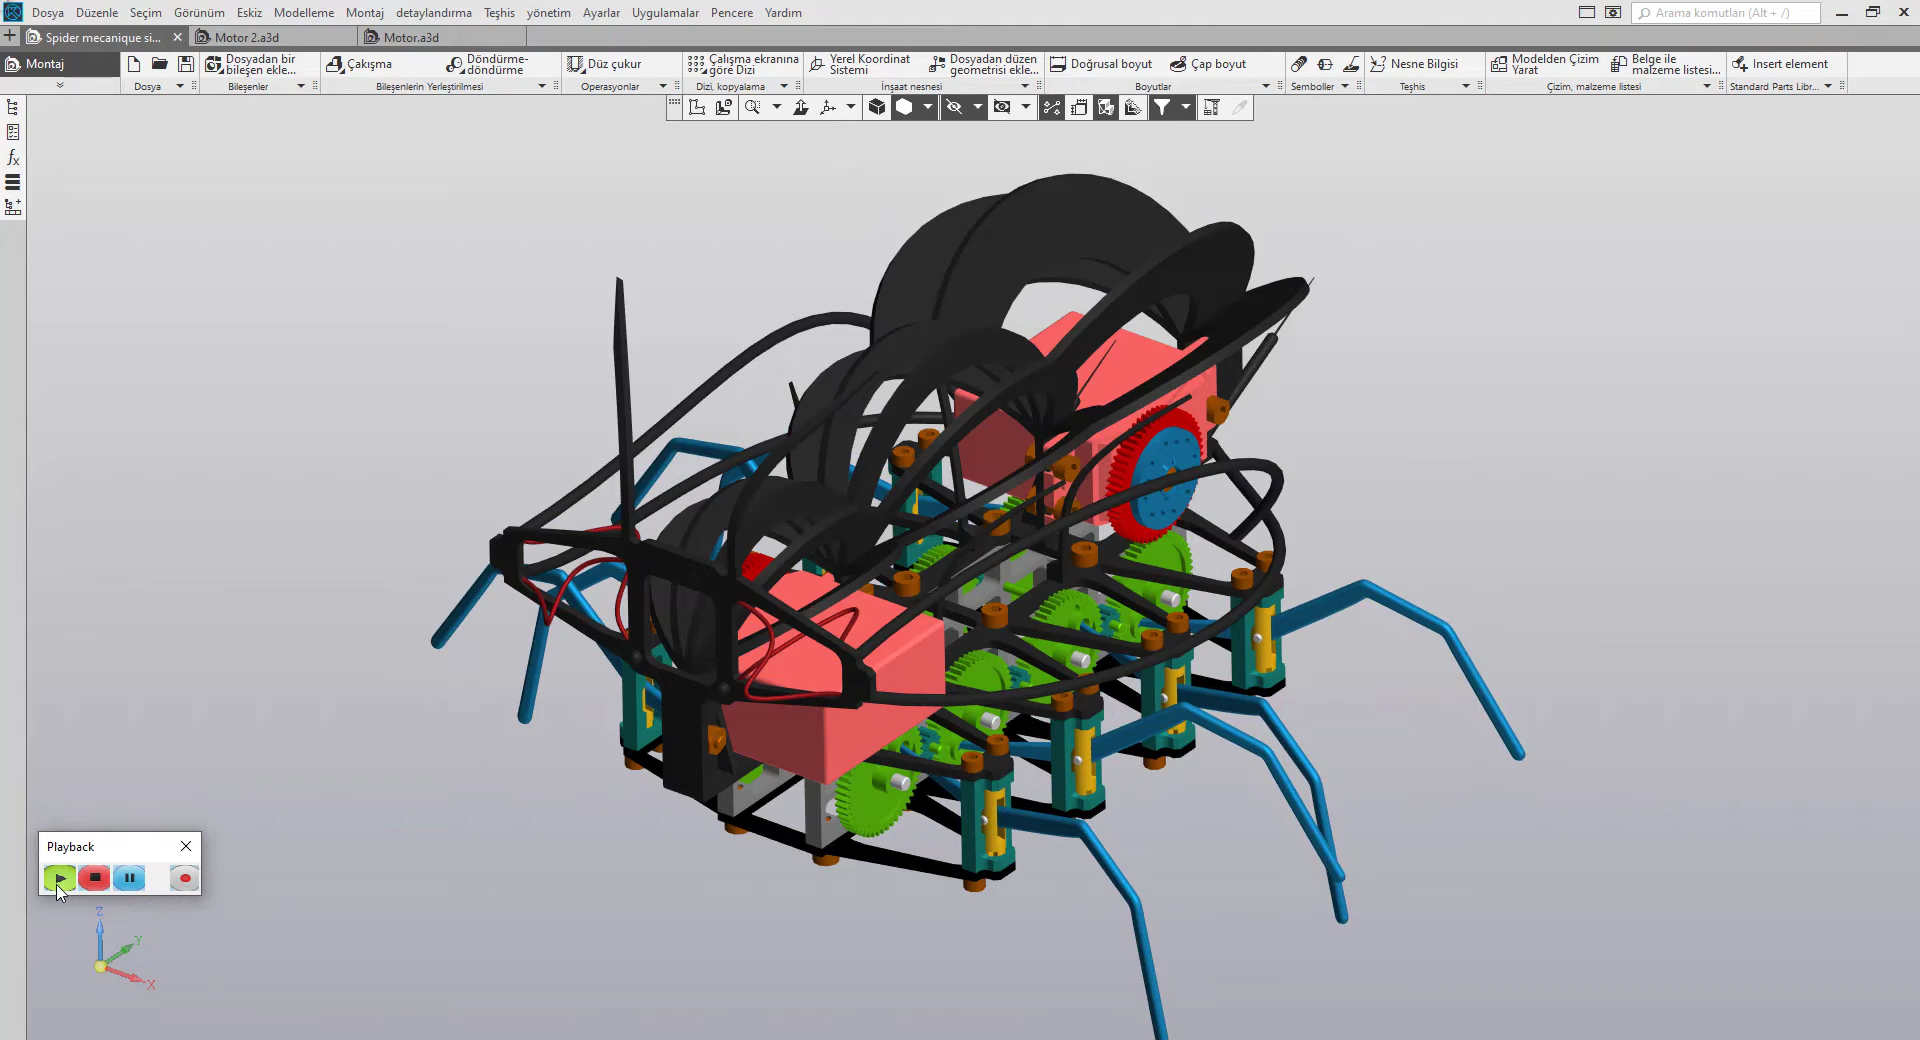 Dosya Düzenle Seçim Görünüm Eskiz Modelleme Montaj detaylandırma Teşhis yönetim Ayarlar Uygulamalar Pencere Yardım
Arama komutları (Alt + /)
Spider mecanique si...
Motor 2.a3d
Motor.a3d
Montaj
Dosyadan bir bileşen ekle...
Çakışma
Döndürme-döndürme
Düz çukur
Çalışma ekranına göre Dizi
Yerel Koordinat Sistemi
Dosyadan düzen geometrisi ekle...
Doğrusal boyut
Çap boyut
Nesne Bilgisi
Modelden Çizim Yarat
Belge ile malzeme listesi...
Insert element
Dosya
Bileşenler
Bileşenlerin Yerleştirilmesi
Operasyonlar
Dizi, kopyalama
İnşaat nesnesi
Boyutlar
Semboller
Teşhis
Çizim, malzeme listesi
Standard Parts Libr...
fx
Playback
Z
Y
X